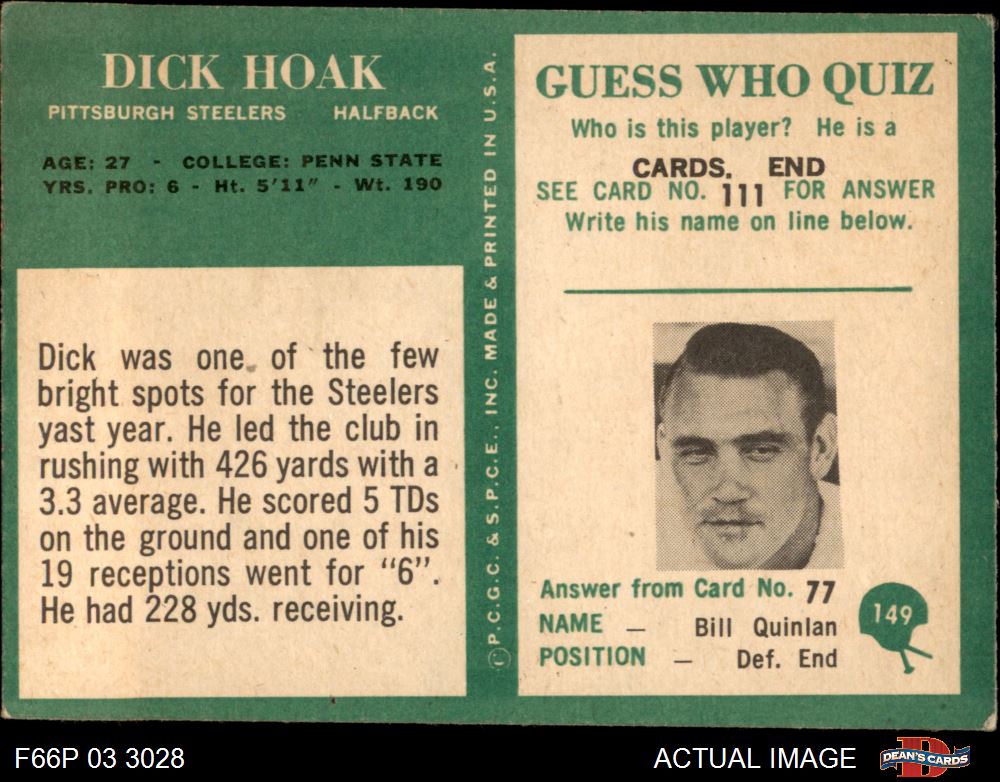 DICK HOAK
PITTSBURGH STEELERS HALFBACK
AGE: 27 - COLLEGE: PENN STATE
YRS. PRO: 6 - Ht. 5'11" - Wt. 190
Dick was one of the few
bright spots for the Steelers
yast year. He led the club in
rushing with 426 yards with a
3.3 average. He scored 5 TDs
on the ground and one of his
19 receptions went for "6".
He had 228 yds. receiving.
©P.C.G.C. & S.P.C.E., INC. MADE & PRINTED IN U.S.A.
GUESS WHO QUIZ
Who is this player? He is a
CARDS. END
SEE CARD NO. 111 FOR ANSWER
Write his name on line below.
Answer from Card No. 77
NAME — Bill Quinlan
POSITION — Def. End
149
F66P 03 3028
ACTUAL IMAGE
D
DEAN'S CARDS